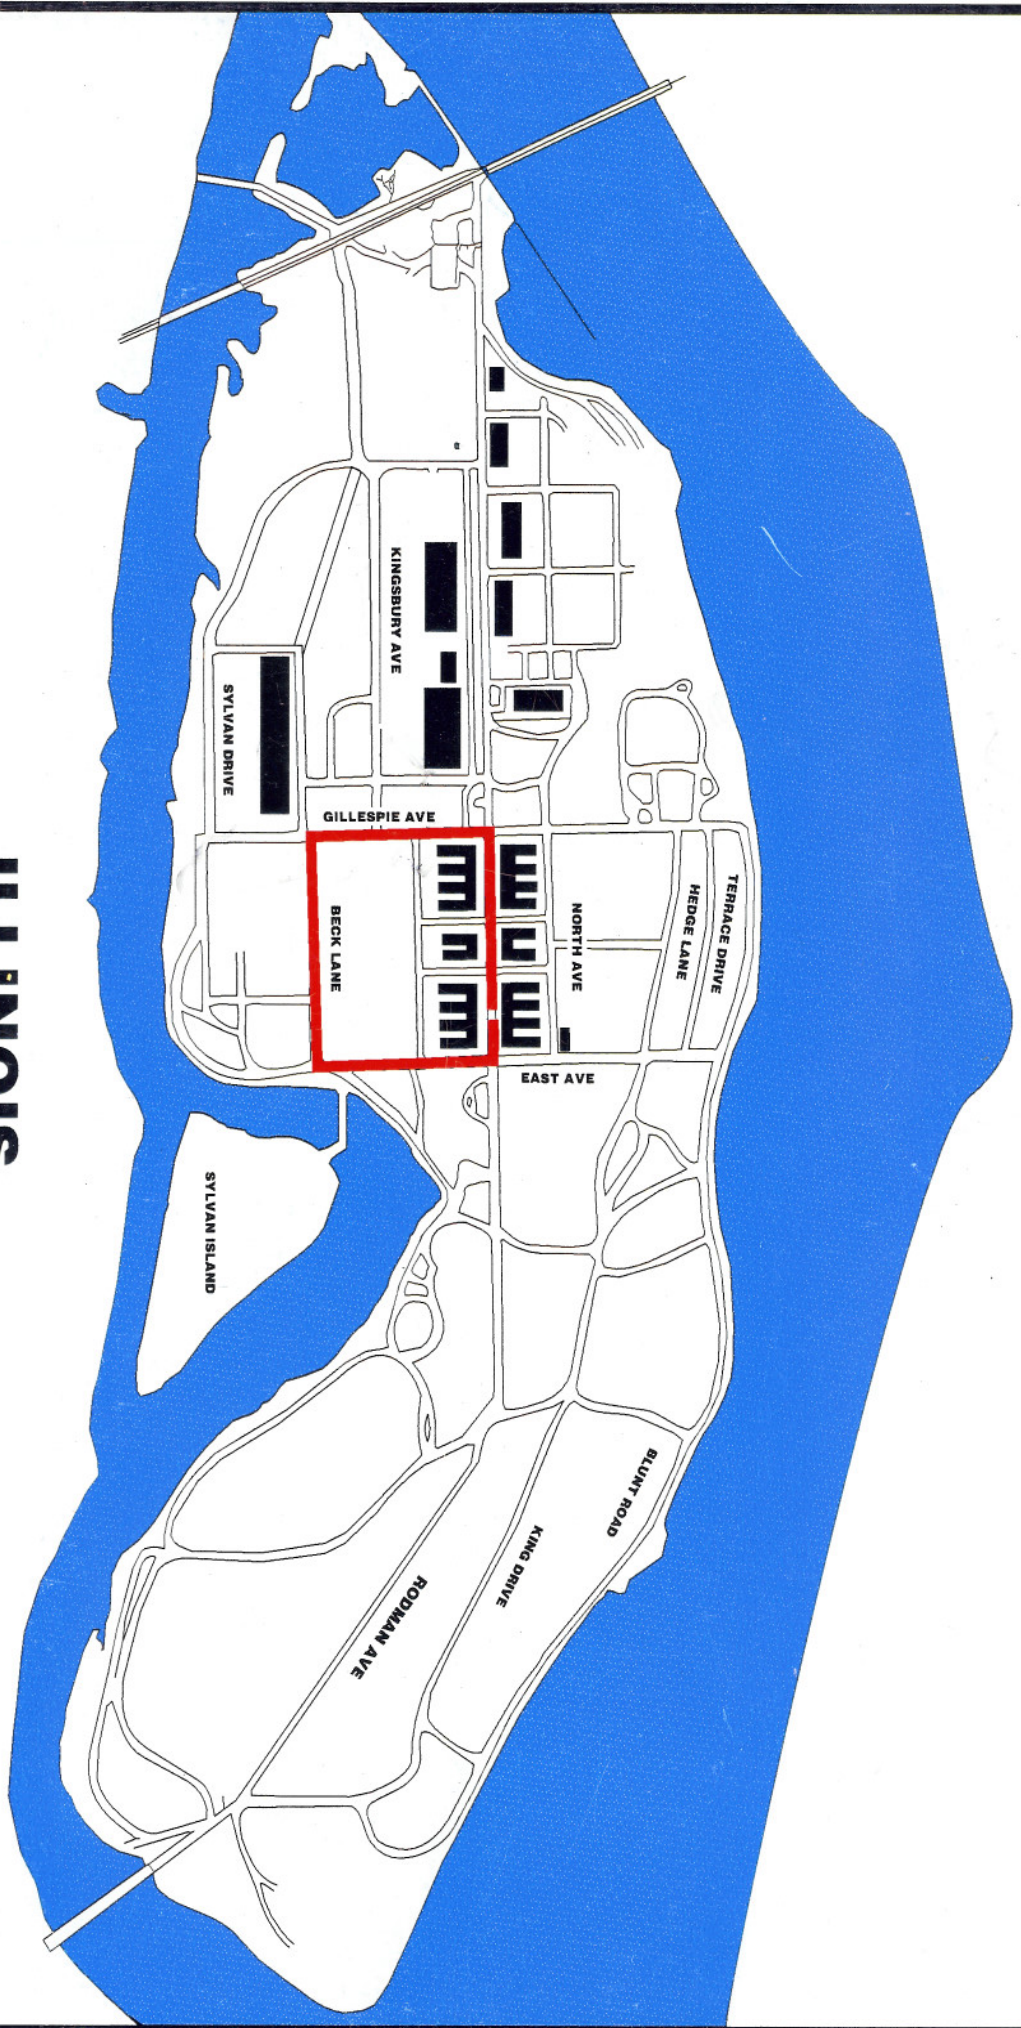 GILLESPIE AVE
EAST AVE
KINGSBURY AVE
SYLVAN DRIVE
BECK LANE
NORTH AVE
HEDGE LANE
TERRACE DRIVE
SYLVAN ISLAND
BLUNT ROAD
KING DRIVE
RODMAN AVE
ILLINOIS